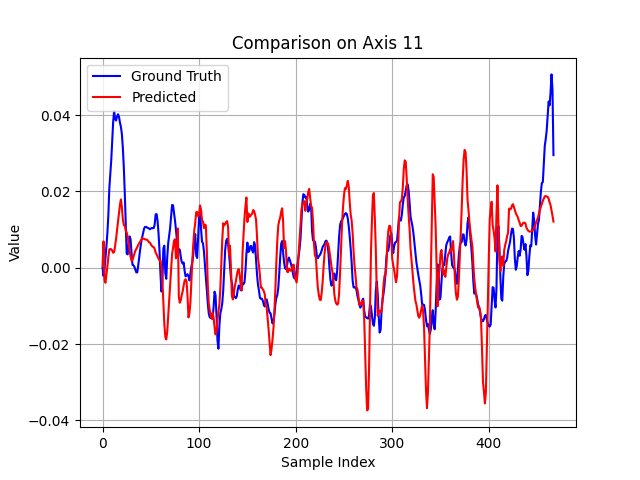 Comparison on Axis 11
Ground Truth
Predicted
0.04
0.02
0.00
−0.02
−0.04
Value
0
100
200
300
400
Sample Index